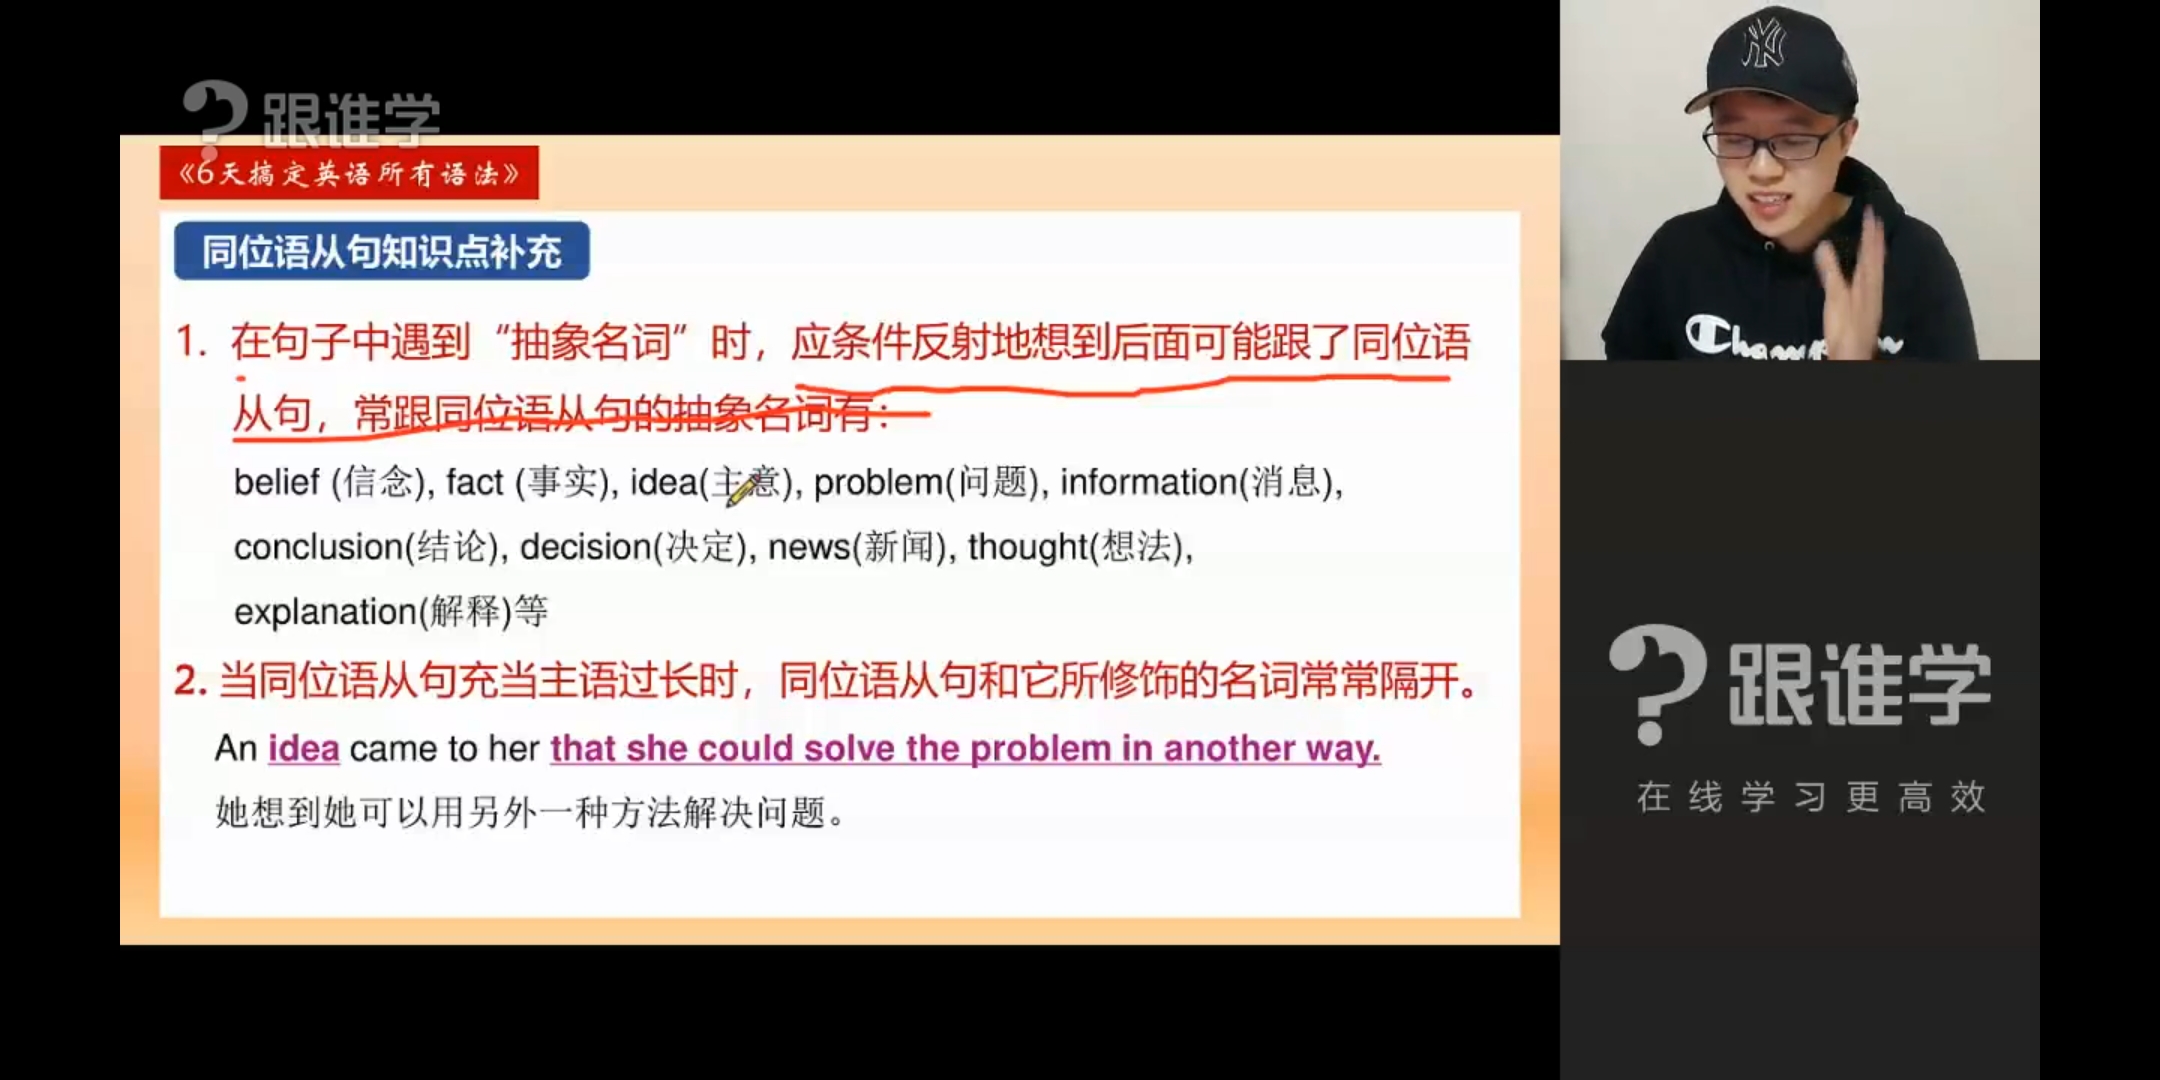 跟谁学
《6天搞定英语所有语法》
同位语从句知识点补充
1. 在句子中遇到“抽象名词”时，应条件反射地想到后面可能跟了同位语
从句，常跟同位语从句的抽象名词有：
belief (信念), fact (事实), idea(主意), problem(问题), information(消息),
conclusion(结论), decision(决定), news(新闻), thought(想法),
explanation(解释)等
2. 当同位语从句充当主语过长时，同位语从句和它所修饰的名词常常隔开。
An idea came to her that she could solve the problem in another way.
她想到她可以用另外一种方法解决问题。
NY
跟谁学
在线学习更高效